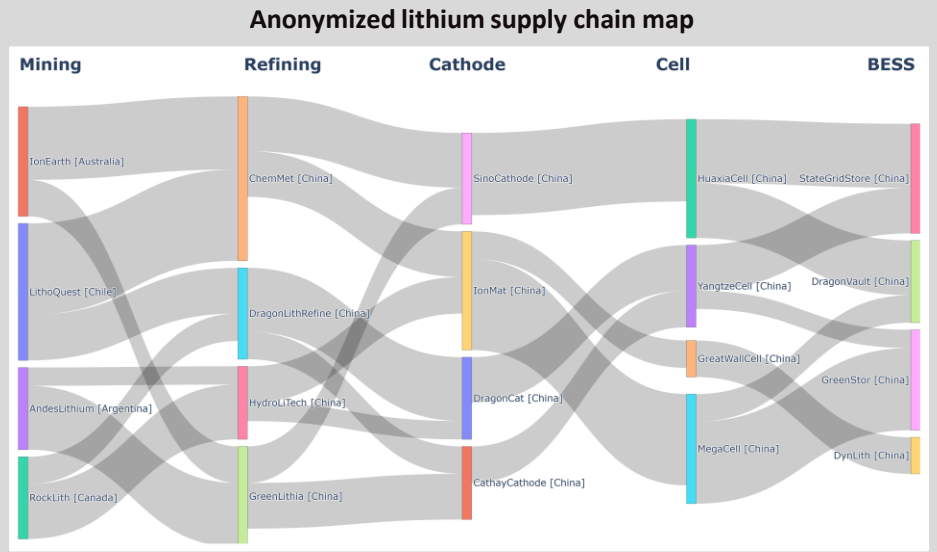 Anonymized lithium supply chain map
Mining Refining Cathode Cell BESS
IonEarth [Australia]
LithoQuest [Chile]
AndesLithium [Argentina]
RockLith [Canada]
ChemMet [China]
DragonLithRefine [China]
HydroLiTech [China]
GreenLithia [China]
SinoCathode [China]
IonMat [China]
DragonCat [China]
CathayCathode [China]
HuaxiaCell [China]
YangtzeCell [China]
GreatWallCell [China]
MegaCell [China]
StateGridStore [China]
DragonVault [China]
GreenStor [China]
DynLith [China]